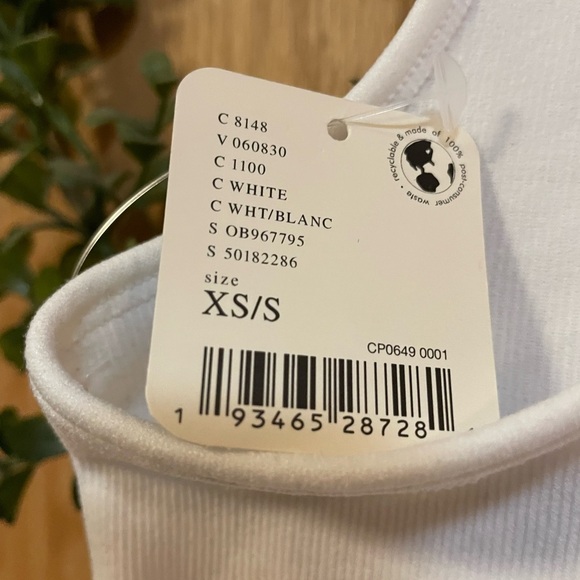 C 8148
V 060830
C 1100
C WHITE
C WHT/BLANC
S OB967795
S 50182286
size
XS/S
recyclable & made of 100% post-consumer waste •
CP0649 0001
1 93465 28728